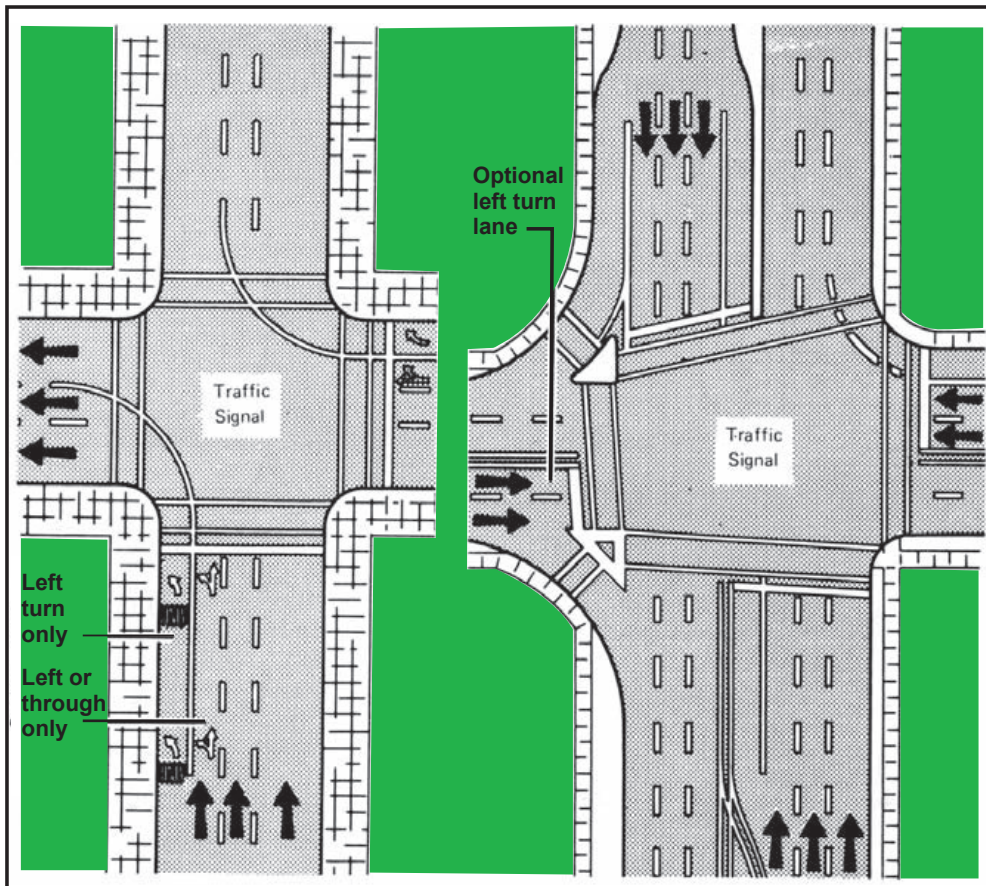 Optional
left turn
lane
Traffic
Signal
Traffic
Signal
Left
turn
only
Left or
through
only